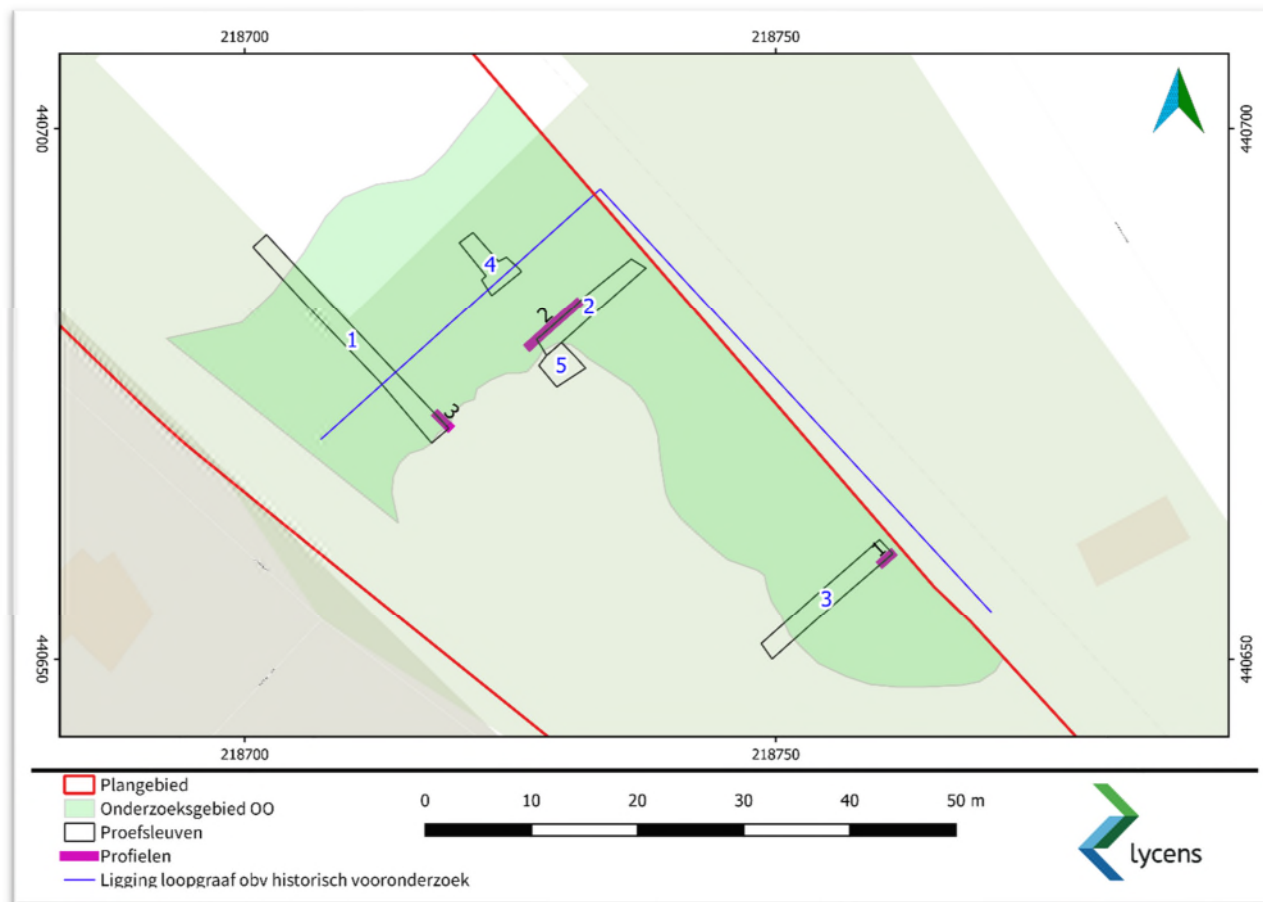 218700 218750
440700 440700
4
1
2 2
5
3
1
3
440650 440650
218700 218750
Plangebied
Onderzoeksgebied OO
Proefsleuven
Profielen
Ligging loopgraaf obv historisch vooronderzoek
0 10 20 30 40 50 m
lycens